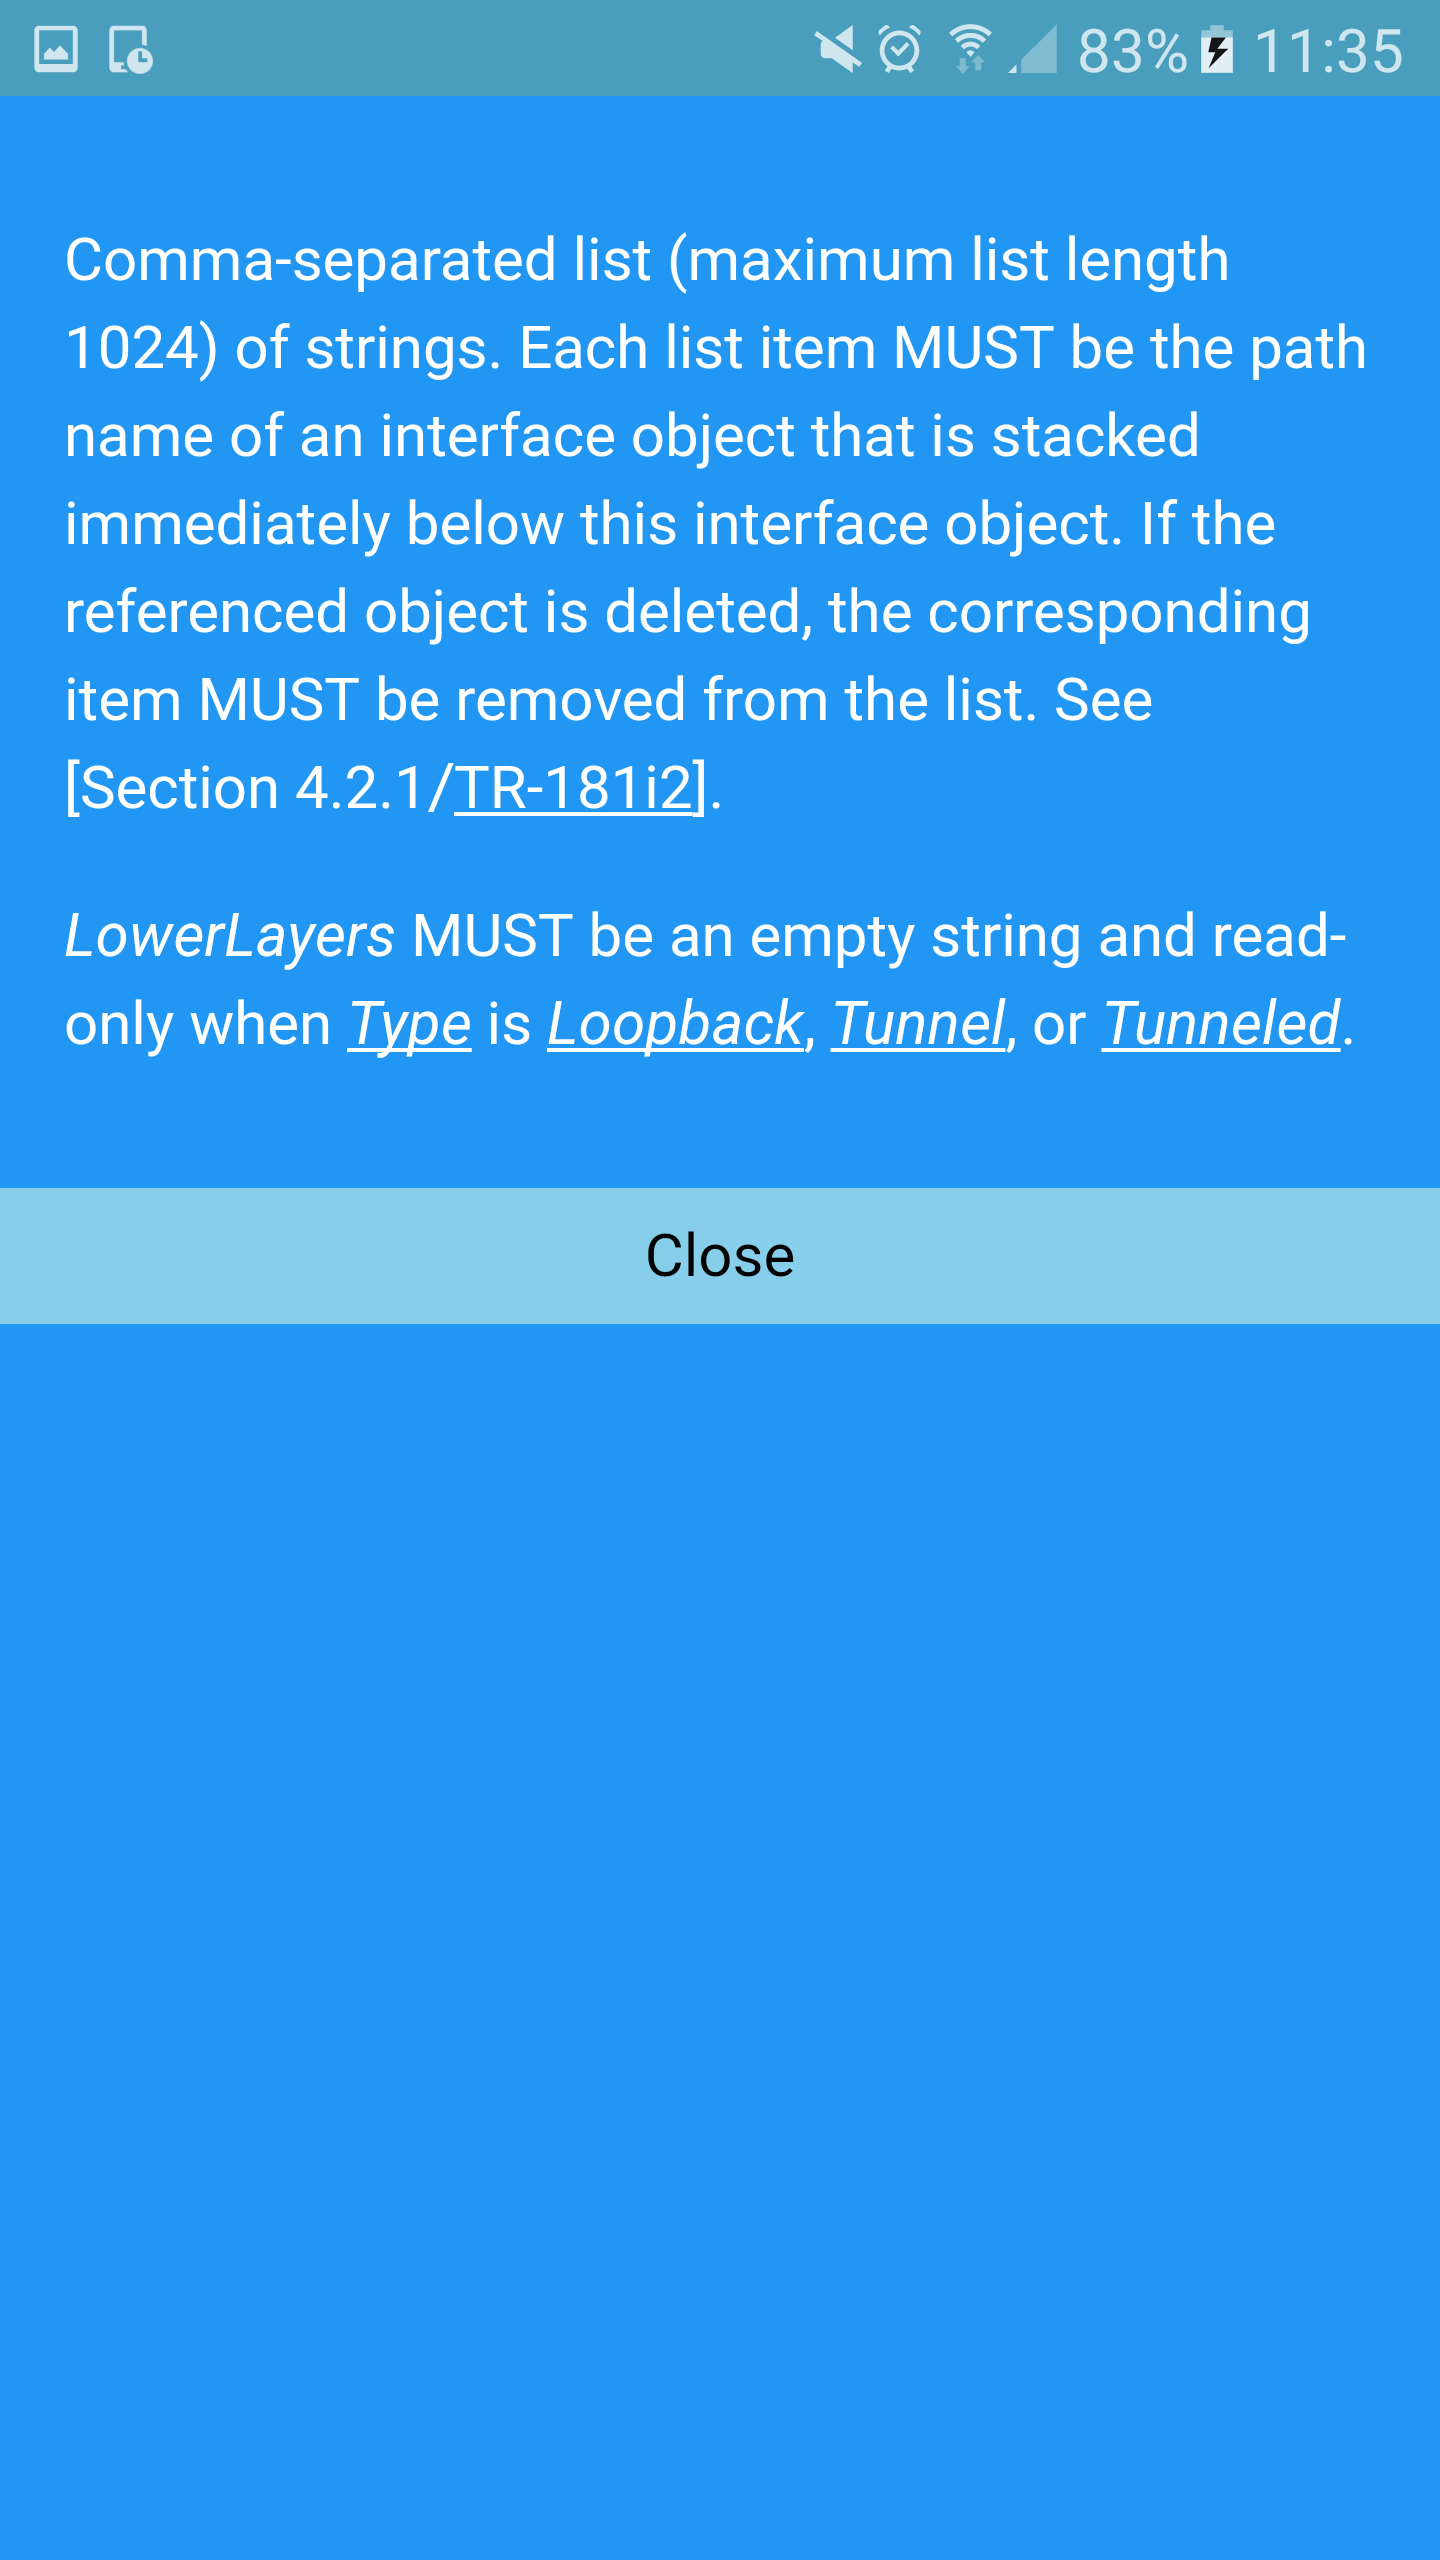 83% 11:35
Comma-separated list (maximum list length
1024) of strings. Each list item MUST be the path
name of an interface object that is stacked
immediately below this interface object. If the
referenced object is deleted, the corresponding
item MUST be removed from the list. See
[Section 4.2.1/TR-181i2].
LowerLayers MUST be an empty string and read-
only when Type is Loopback, Tunnel, or Tunneled.
Close